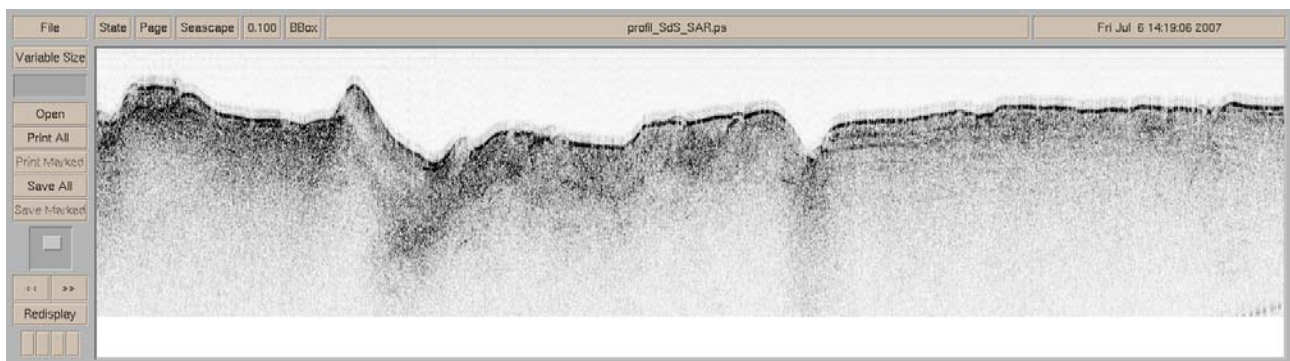 File State Page Seascape 0.100 BBox profil_SdS_SAR.ps Fri Jul 6 14:19:06 2007
Variable Size
Open
Print All
Print Marked
Save All
Save Marked
<< >>
Redisplay